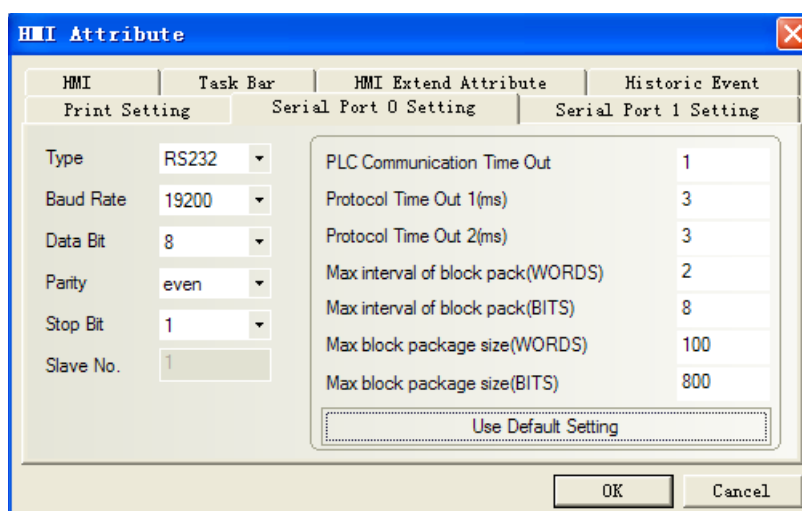 HMI Attribute
HMI Task Bar HMI Extend Attribute Historic Event
Print Setting Serial Port 0 Setting Serial Port 1 Setting
Type RS232
Baud Rate 19200
Data Bit 8
Parity even
Stop Bit 1
Slave No. 1
PLC Communication Time Out 1
Protocol Time Out 1(ms) 3
Protocol Time Out 2(ms) 3
Max interval of block pack(WORDS) 2
Max interval of block pack(BITS) 8
Max block package size(WORDS) 100
Max block package size(BITS) 800
Use Default Setting
OK Cancel